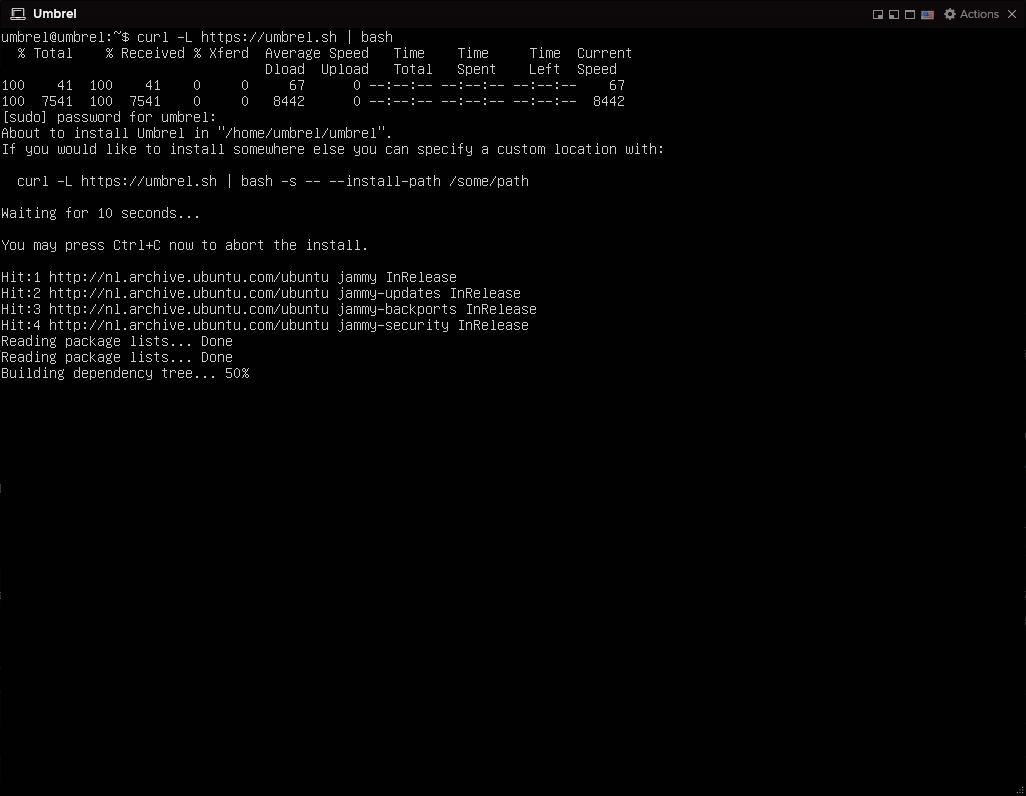 Umbrel Actions
umbrel@umbrel:~$ curl -L https://umbrel.sh | bash
% Total % Received % Xferd Average Speed Time Time Time Current
Dload Upload Total Spent Left Speed
100 41 100 41 0 0 67 0 --:--:-- --:--:-- --:--:-- 67
100 7541 100 7541 0 0 8442 0 --:--:-- --:--:-- --:--:-- 8442
[sudo] password for umbrel:
About to install Umbrel in "/home/umbrel/umbrel".
If you would like to install somewhere else you can specify a custom location with:
curl -L https://umbrel.sh | bash -s -- --install-path /some/path
Waiting for 10 seconds...
You may press Ctrl+C now to abort the install.
Hit:1 http://nl.archive.ubuntu.com/ubuntu jammy InRelease
Hit:2 http://nl.archive.ubuntu.com/ubuntu jammy-updates InRelease
Hit:3 http://nl.archive.ubuntu.com/ubuntu jammy-backports InRelease
Hit:4 http://nl.archive.ubuntu.com/ubuntu jammy-security InRelease
Reading package lists... Done
Reading package lists... Done
Building dependency tree... 50%